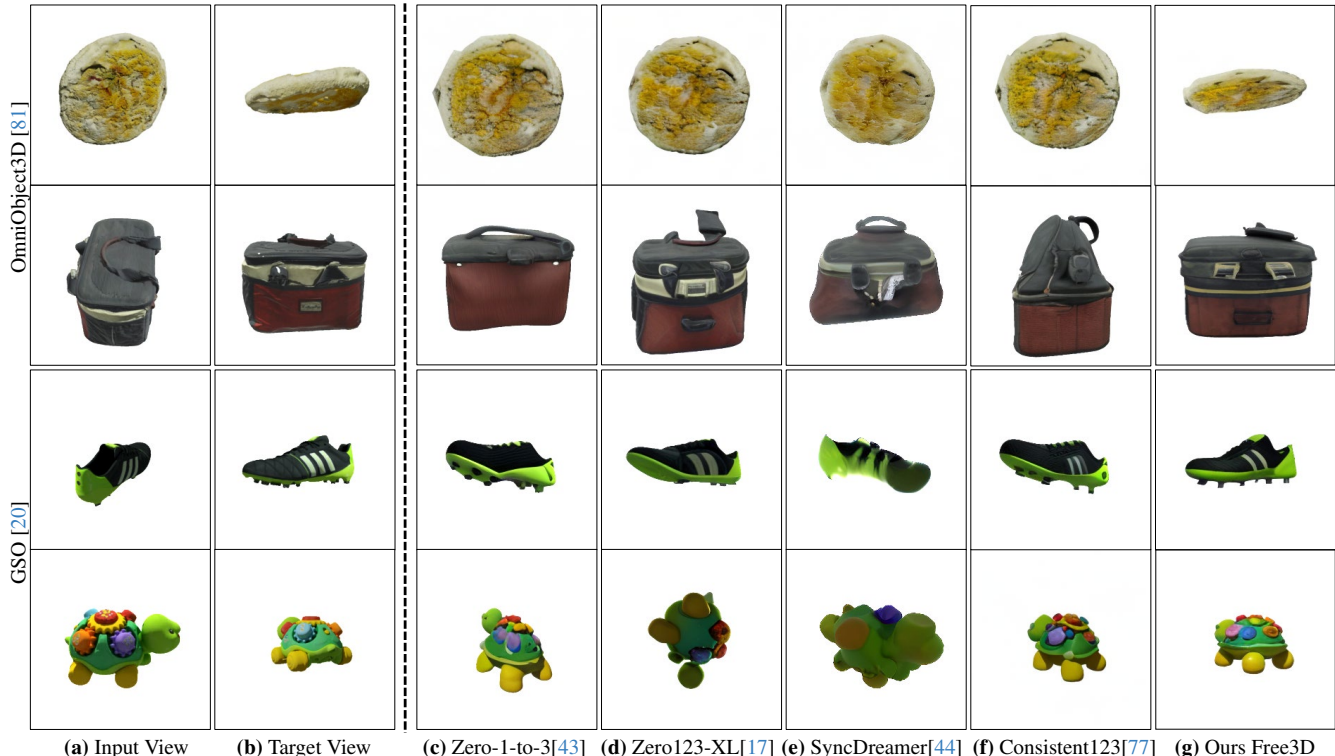 OmniObject3D [81]
GSO [20]
(a) Input View
(b) Target View
(c) Zero-1-to-3[43]
(d) Zero123-XL[17]
(e) SyncDreamer[44]
(f) Consistent123[77]
(g) Ours Free3D